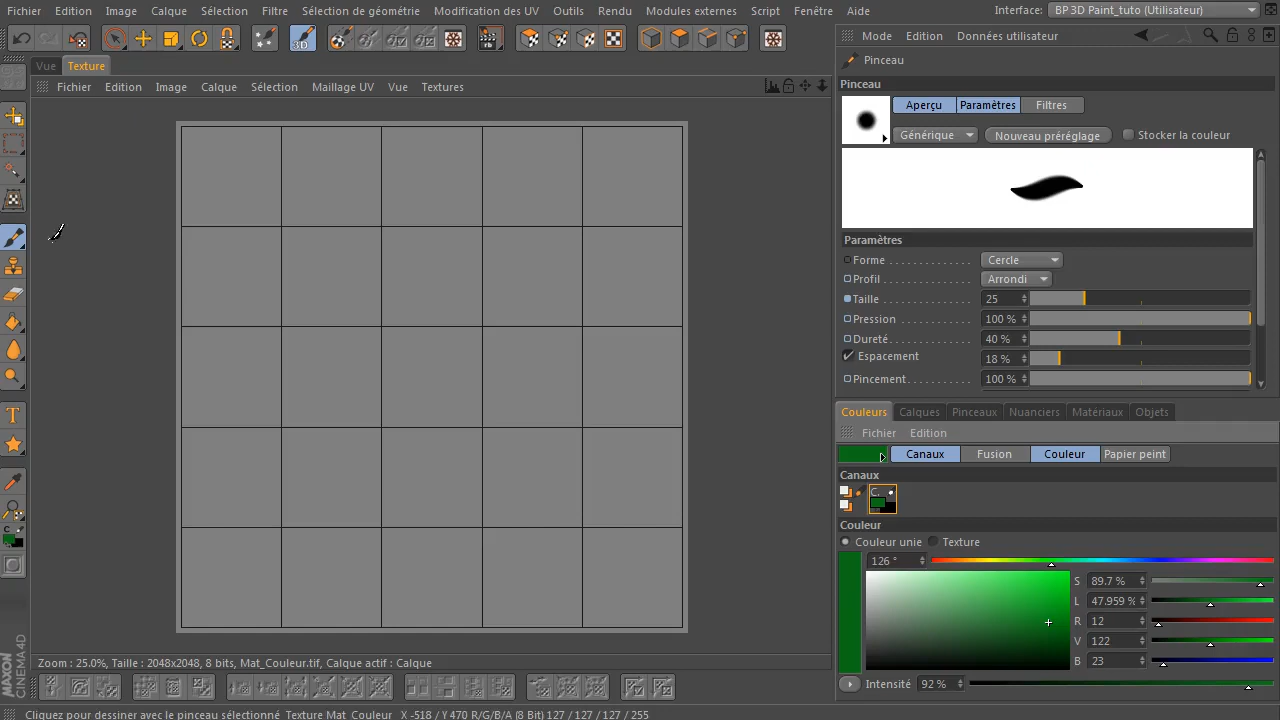 Fichier Edition Image Calque Sélection Filtre Sélection de géométrie Modification des UV Outils Rendu Modules externes Script Fenêtre Aide Interface: BP 3D Paint_tuto (Utilisateur)
3D
Mode Edition Données utilisateur
Vue Texture
Pinceau
Fichier Edition Image Calque Sélection Maillage UV Vue Textures
Pinceau
Aperçu Paramètres Filtres
Générique Nouveau préréglage Stocker la couleur
Paramètres
Forme Cercle
Profil Arrondi
Taille 25
Pression 100 %
Dureté 40 %
Espacement 18 %
Pincement 100 %
Couleurs Calques Pinceaux Nuanciers Matériaux Objets
Fichier Edition
Canaux Fusion Couleur Papier peint
Canaux
C.
Couleur
Couleur unie Texture
126 °
S 89.7 %
L 47.959 %
R 12
V 122
B 23
Intensité 92 %
T
C
Zoom : 25.0%, Taille : 2048x2048, 8 bits, Mat_Couleur.tif, Calque actif : Calque
MAXON CINEMA 4D
Cliquez pour dessiner avec le pinceau sélectionné Texture Mat_Couleur X -518 / Y 470 R/G/B/A (8 Bit) 127 / 127 / 127 / 255